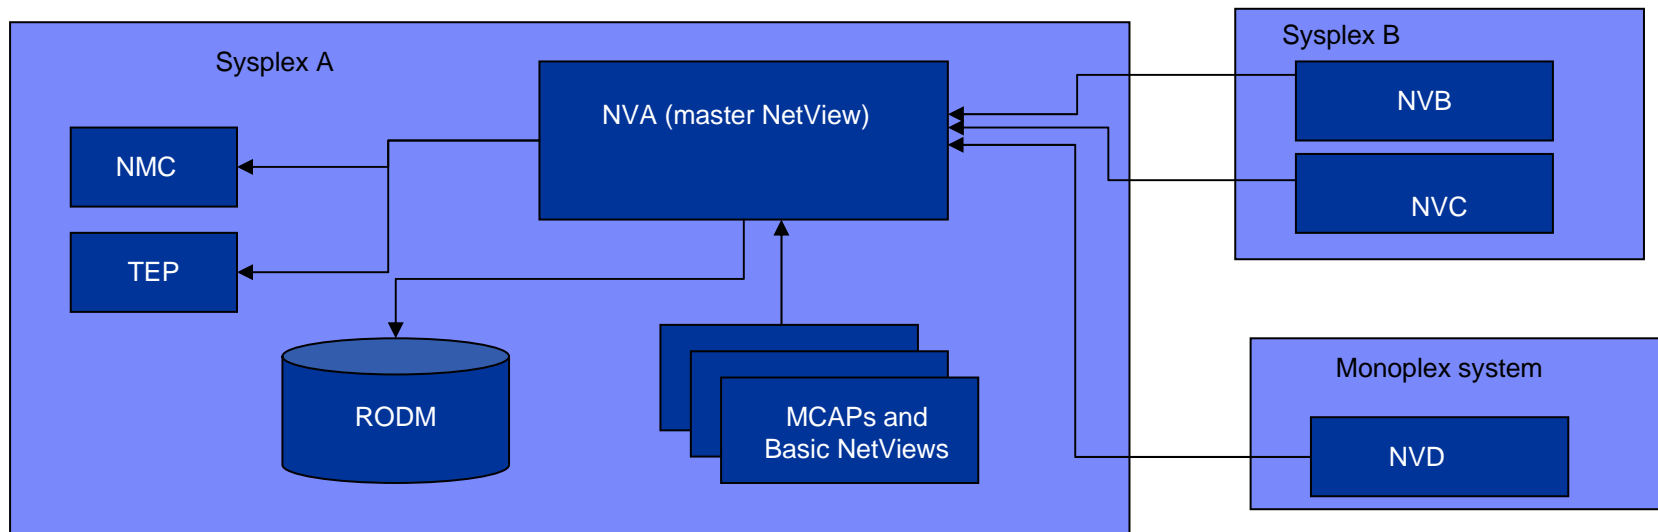 Sysplex A
NVA (master NetView)
NMC
TEP
RODM
MCAPs and
Basic NetViews
Sysplex B
NVB
NVC
Monoplex system
NVD